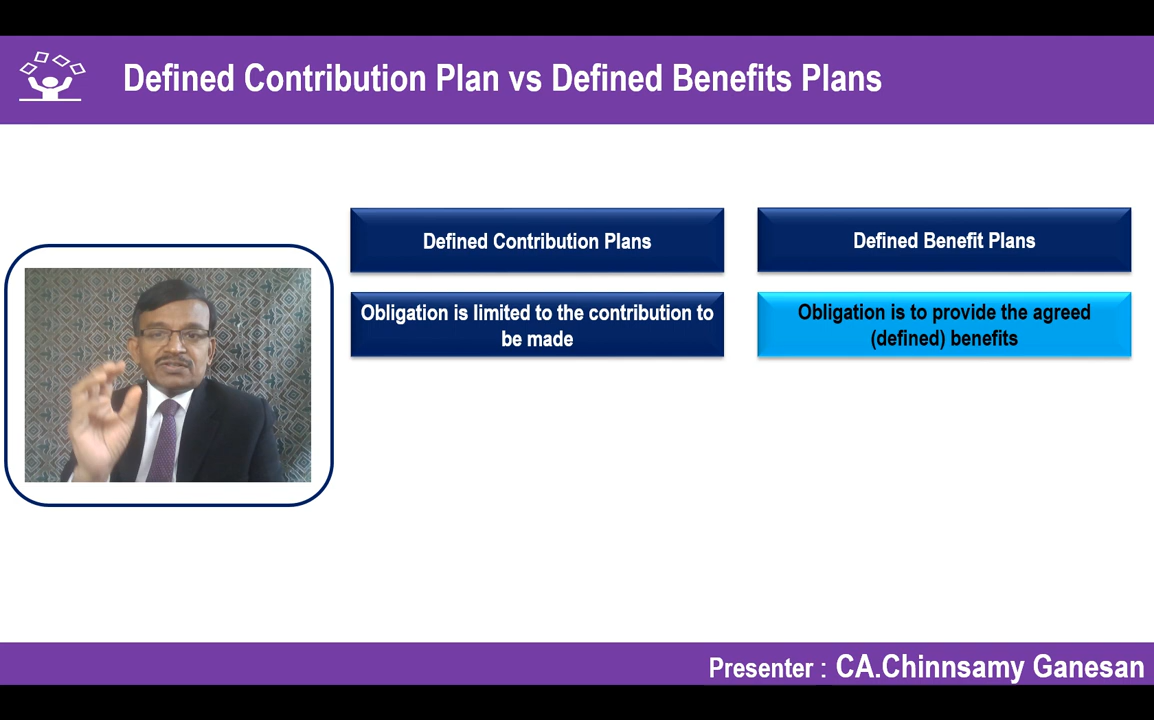 Defined Contribution Plan vs Defined Benefits Plans
Defined Contribution Plans
Defined Benefit Plans
Obligation is limited to the contribution to
be made
Obligation is to provide the agreed
(defined) benefits
Presenter : CA.Chinnsamy Ganesan